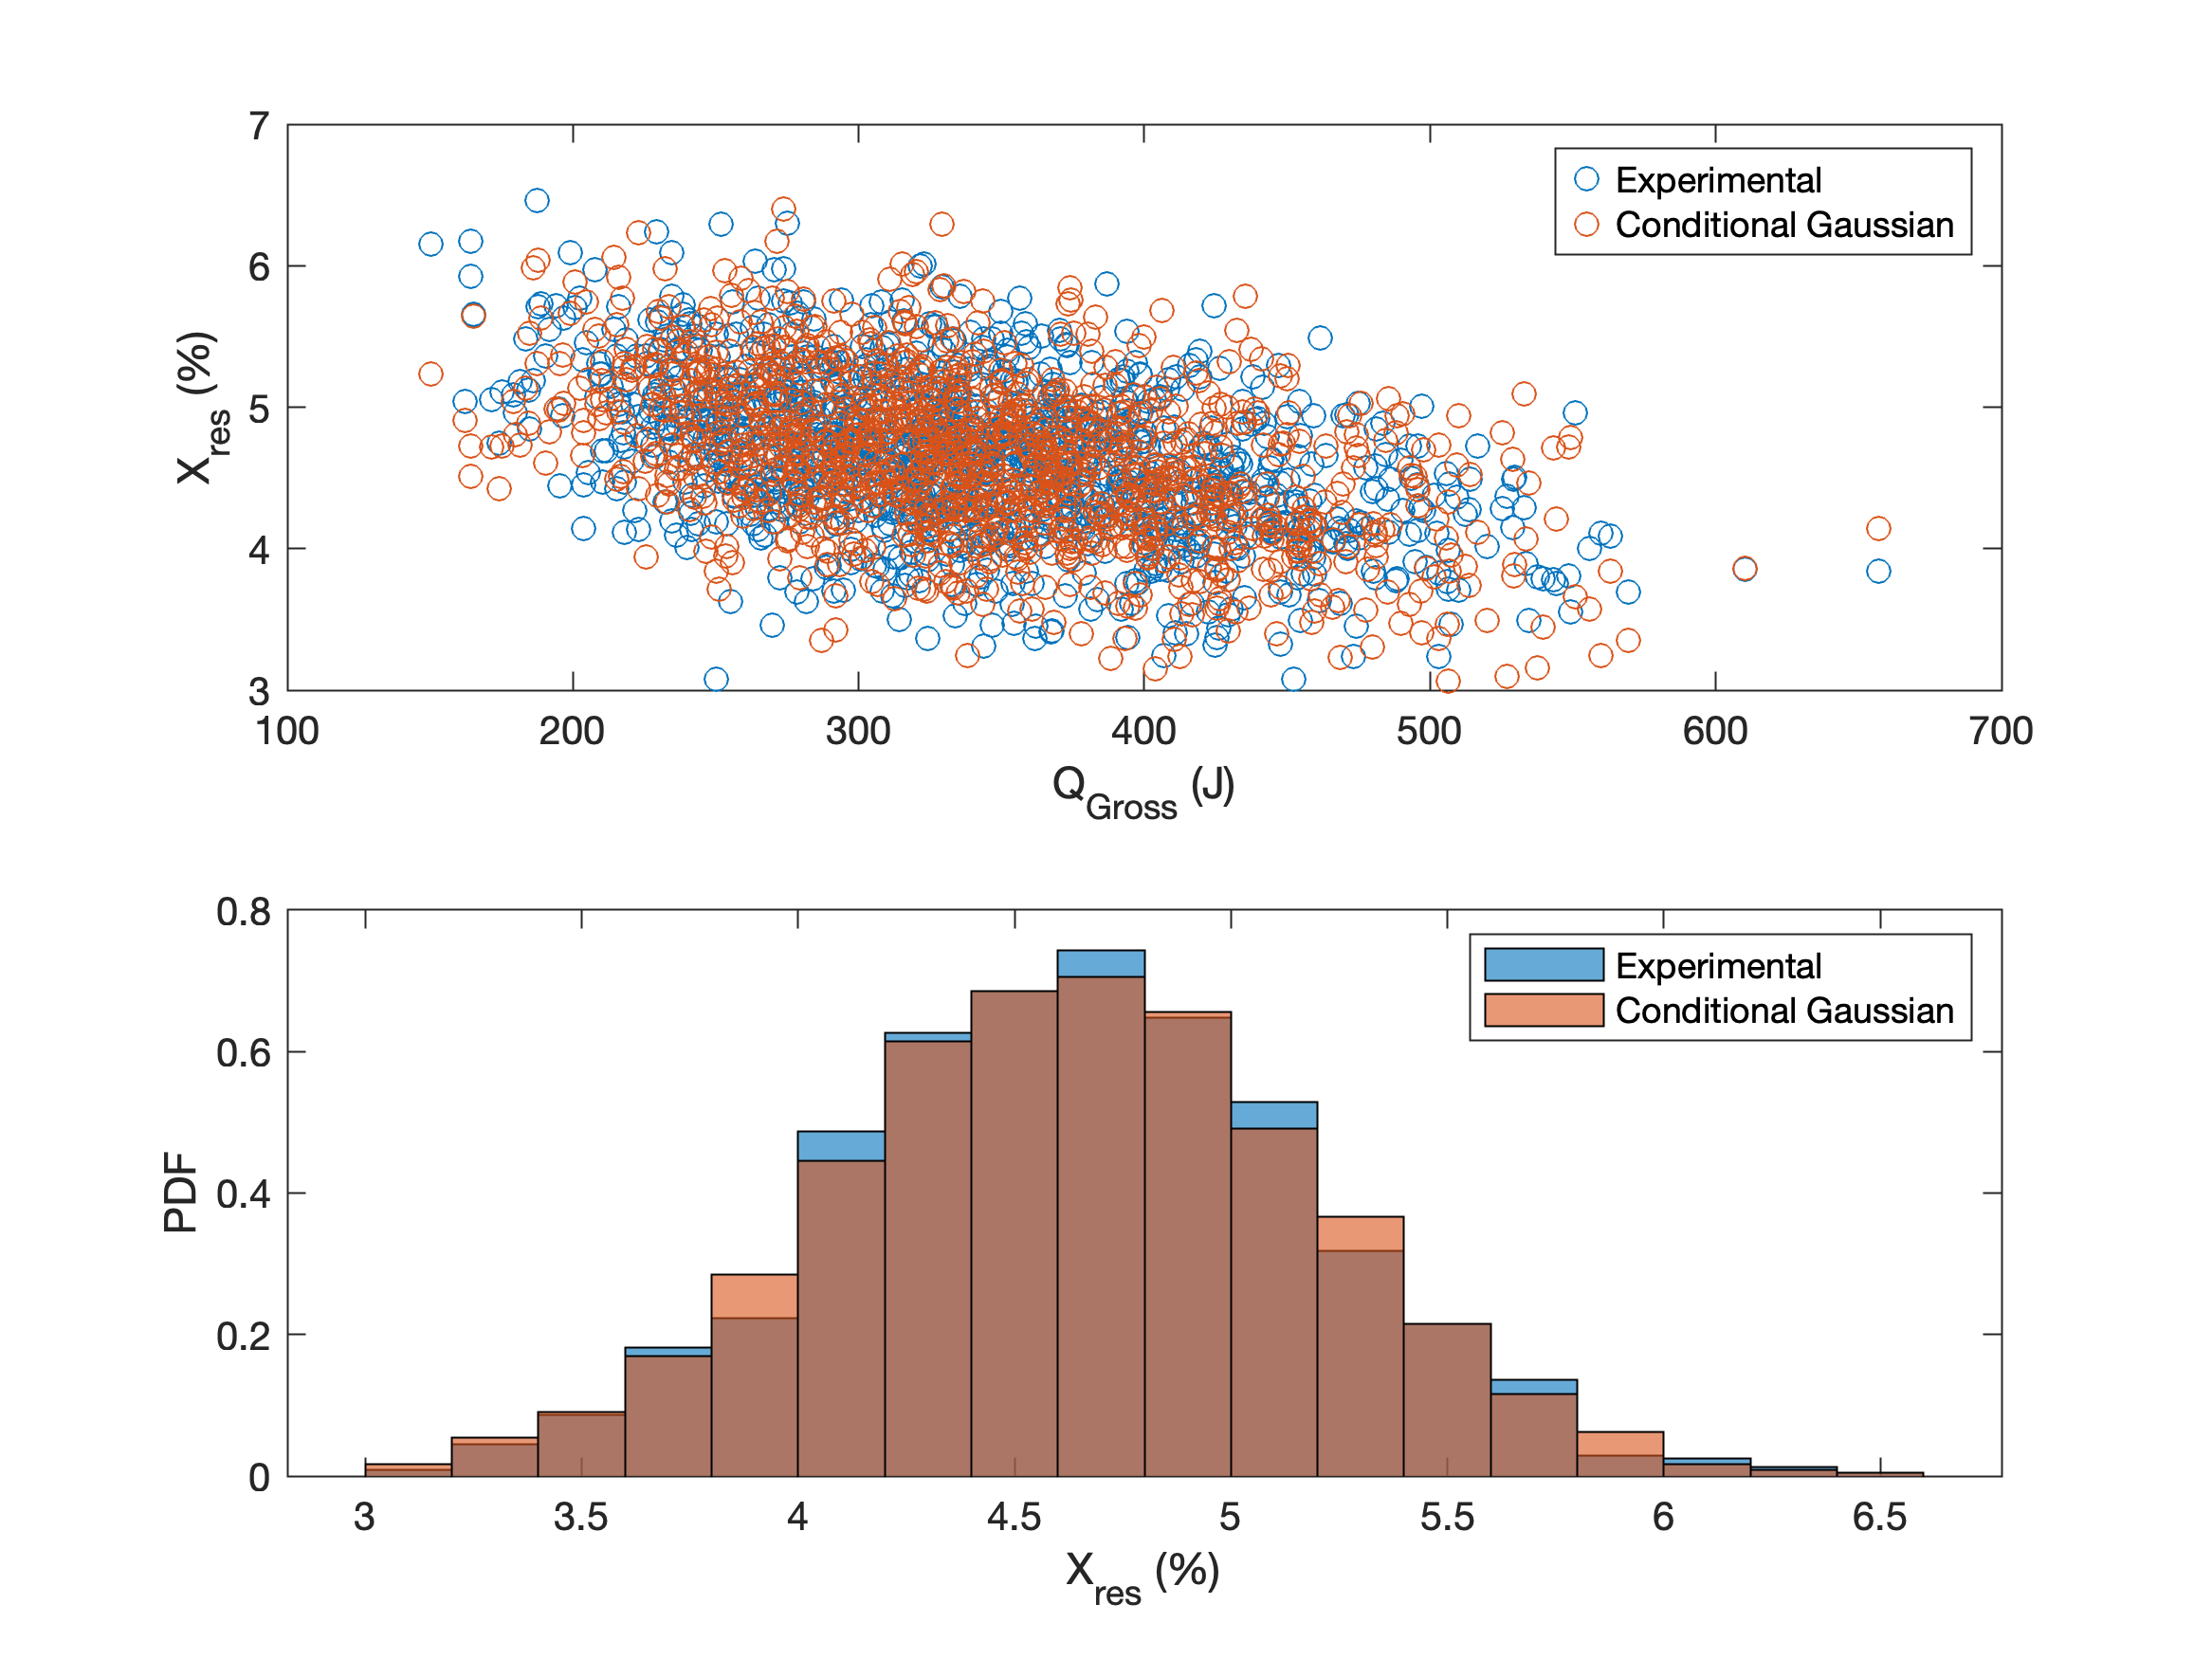 7
6
5
4
3
X_res (%)
Experimental
Conditional Gaussian
100 200 300 400 500 600 700
Q_Gross (J)
0.8
0.6
0.4
0.2
0
PDF
Experimental
Conditional Gaussian
3 3.5 4 4.5 5 5.5 6 6.5
X_res (%)